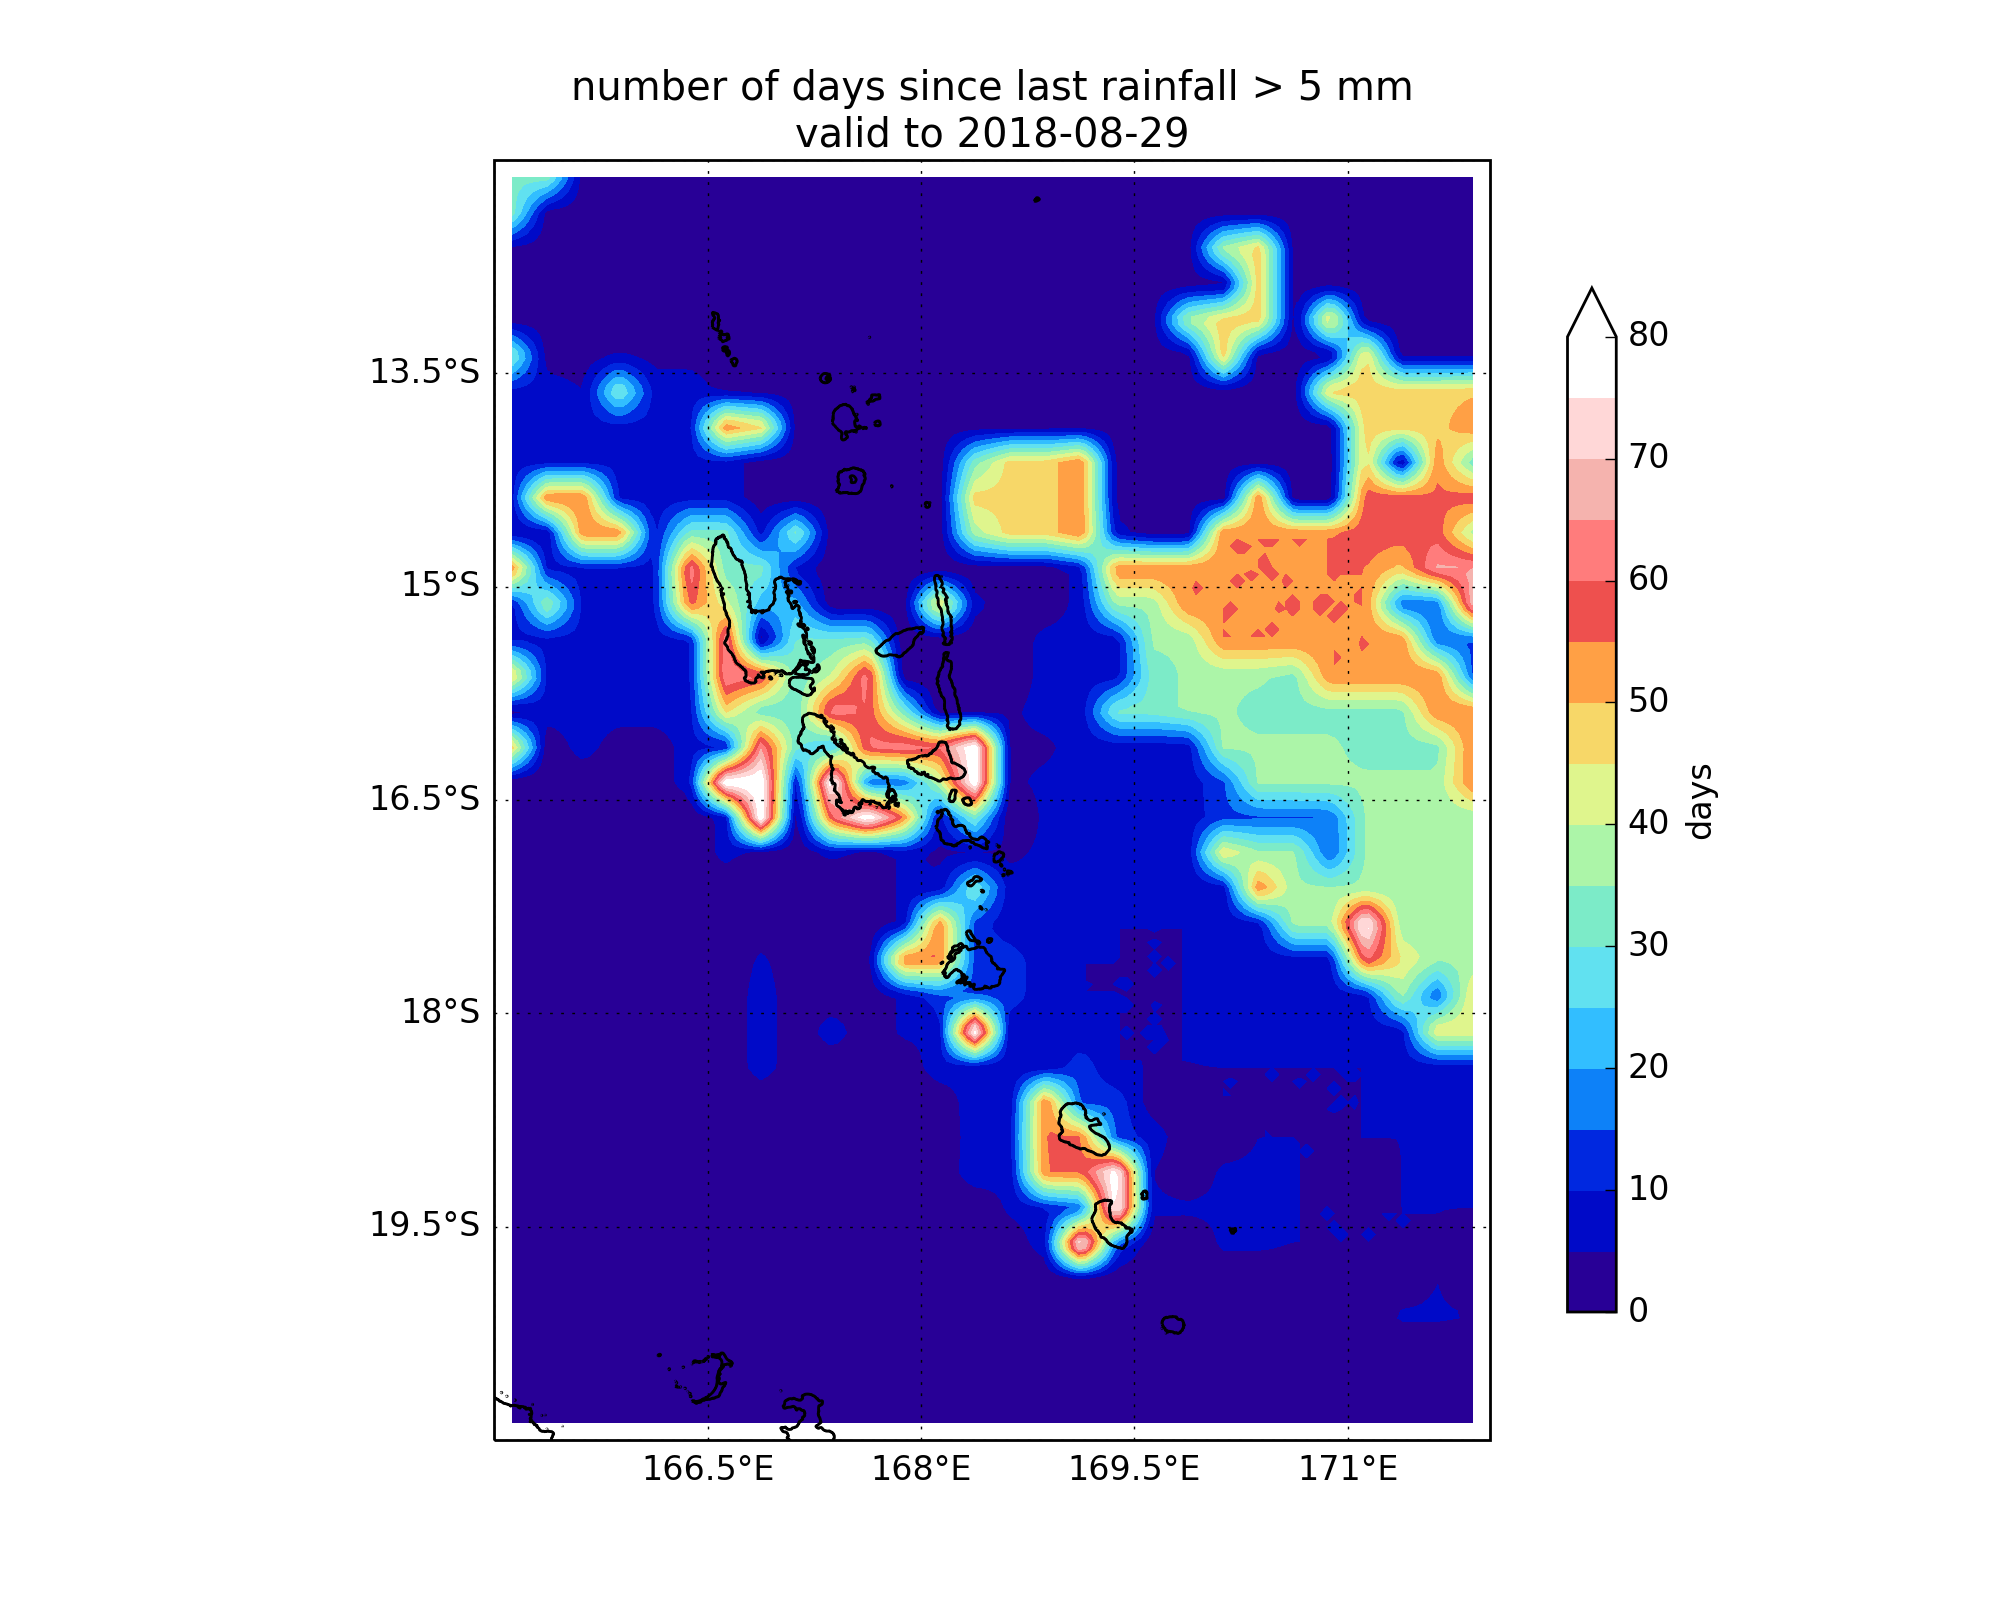 number of days since last rainfall > 5 mm
valid to 2018-08-29
13.5°S
15°S
16.5°S
18°S
19.5°S
166.5°E
168°E
169.5°E
171°E
80
70
60
50
40
30
20
10
0
days